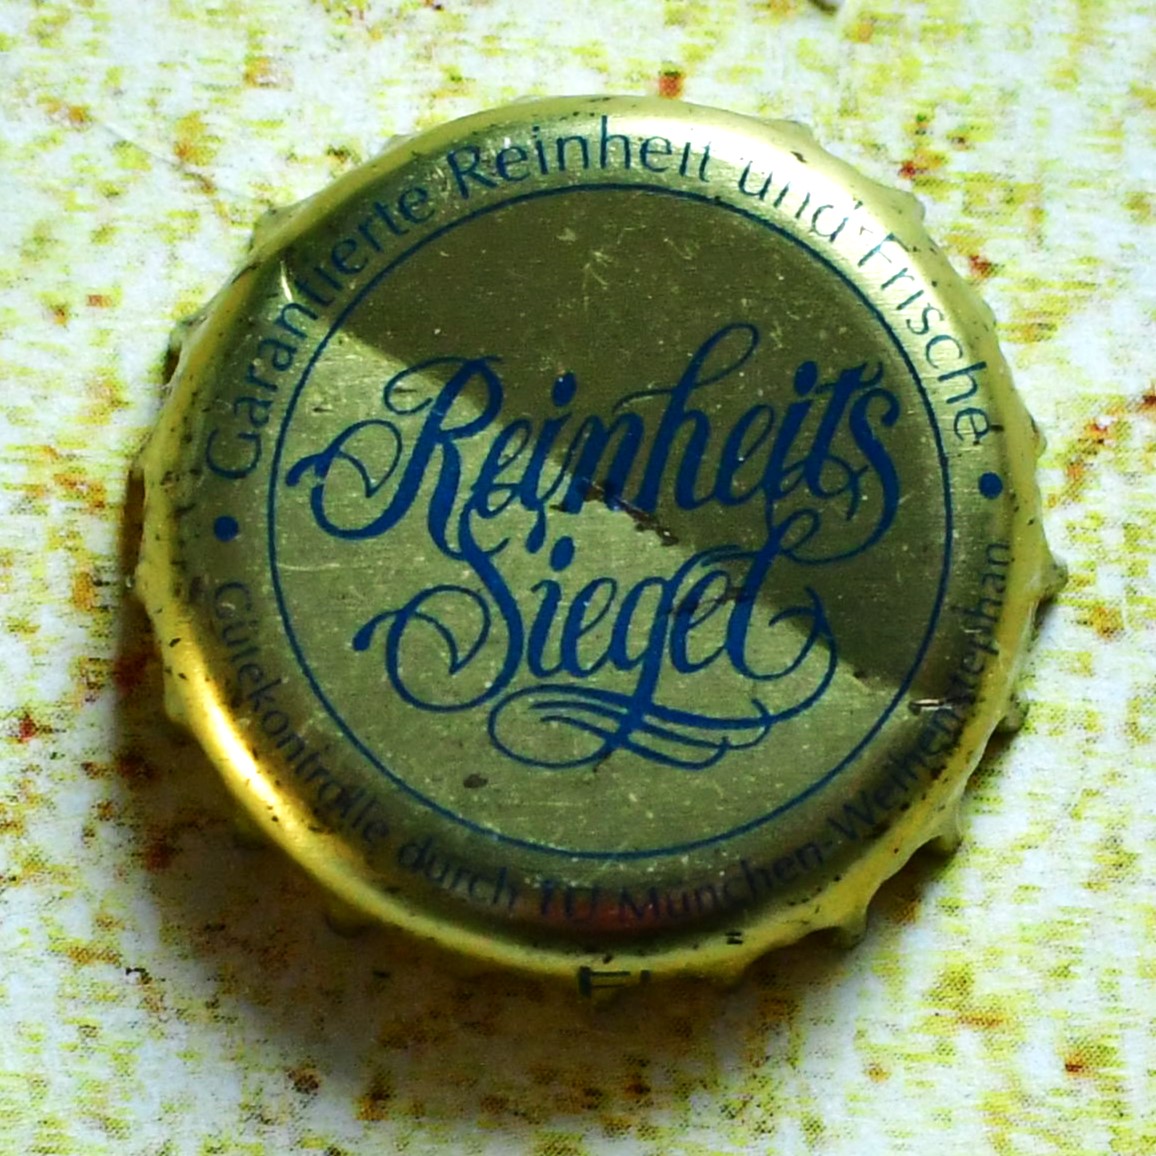 Garantierte Reinheit und Frische
Reinheits
Siegel
Gütekontrolle durch TU München-Weihenstephan